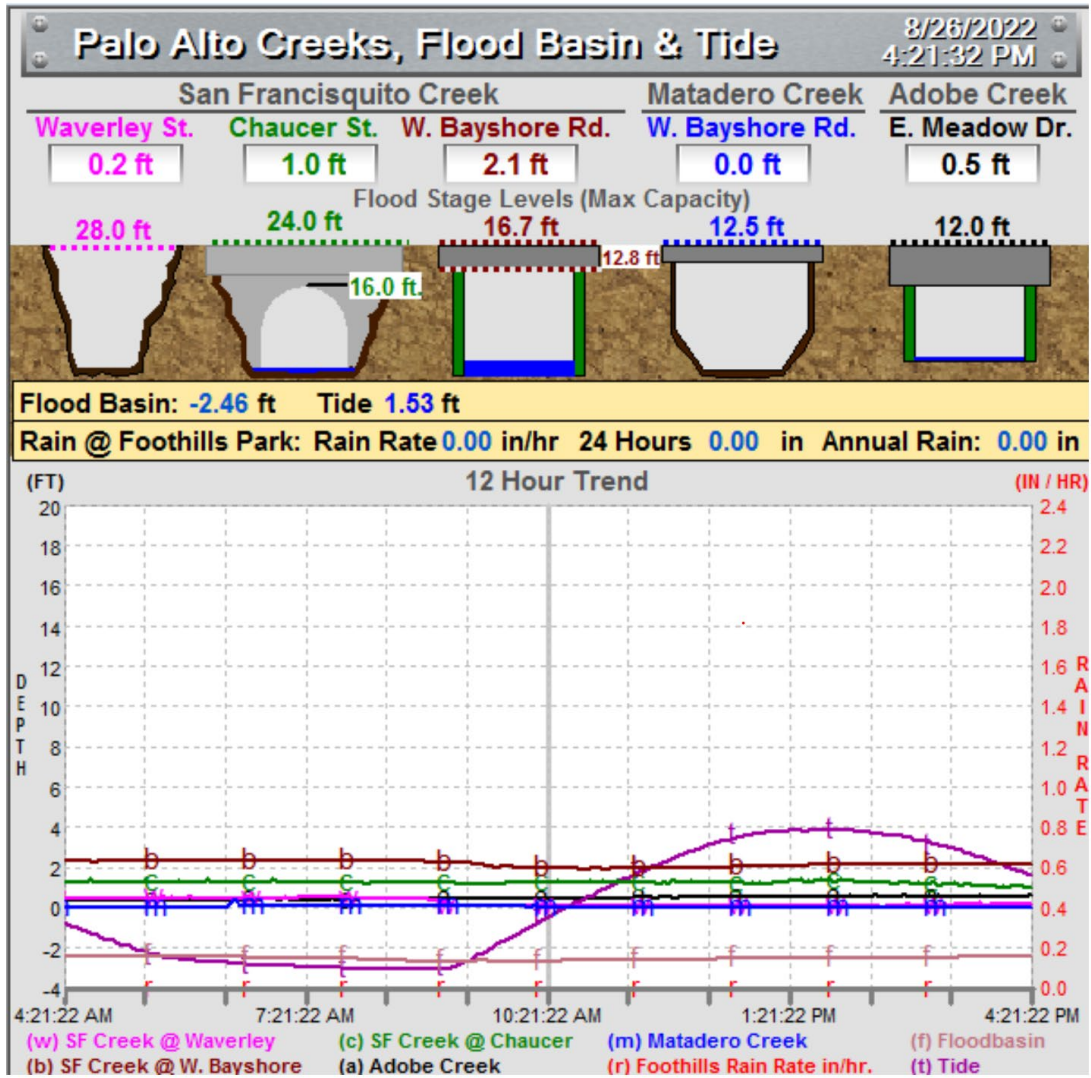 Palo Alto Creeks, Flood Basin & Tide
8/26/2022
4:21:32 PM
San Francisquito Creek
Matadero Creek
Adobe Creek
Waverley St.
Chaucer St.
W. Bayshore Rd.
W. Bayshore Rd.
E. Meadow Dr.
0.2 ft
1.0 ft
2.1 ft
0.0 ft
0.5 ft
Flood Stage Levels (Max Capacity)
28.0 ft
24.0 ft
16.7 ft
12.5 ft
12.0 ft
12.8 ft
16.0 ft.
Flood Basin: -2.46 ft Tide 1.53 ft
Rain @ Foothills Park: Rain Rate 0.00 in/hr 24 Hours 0.00 in Annual Rain: 0.00 in
(FT)
12 Hour Trend
(IN / HR)
20
18
16
14
12
10
8
6
4
2
0
-2
-4
DEPTH
2.4
2.2
2.0
1.8
1.6
1.4
1.2
1.0
0.8
0.6
0.4
0.2
0.0
RAIN RATE
b b b b b b b b b
c c c c c c c c c
t t t t t t
f f f f f f f f f
r r r r r r r r r
4:21:22 AM
7:21:22 AM
10:21:22 AM
1:21:22 PM
4:21:22 PM
(w) SF Creek @ Waverley
(c) SF Creek @ Chaucer
(m) Matadero Creek
(f) Floodbasin
(b) SF Creek @ W. Bayshore
(a) Adobe Creek
(r) Foothills Rain Rate in/hr.
(t) Tide